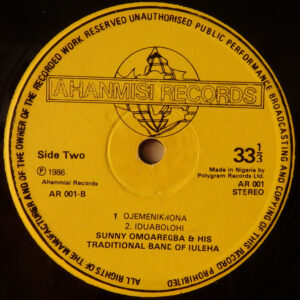 ALL RIGHTS OF THE MANUFACTURER AND OF THE OWNER OF THE RECORDED WORK RESERVED UNAUTHORISED PUBLIC PERFORMANCE BROADCASTING AND COPYING OF THIS RECORD PROHIBITED
AHANMISI RECORDS
Side Two
33 1/3
Ⓟ 1986
Ahanmisi Records
AR 001-B
Made in Nigeria by
Polygram Records Ltd.
AR 001
STEREO
1 OJEMENIKHONA
2. IDUABOLOHI
SUNNY OMOAREGBA & HIS
TRADITIONAL BAND OF IULEHA